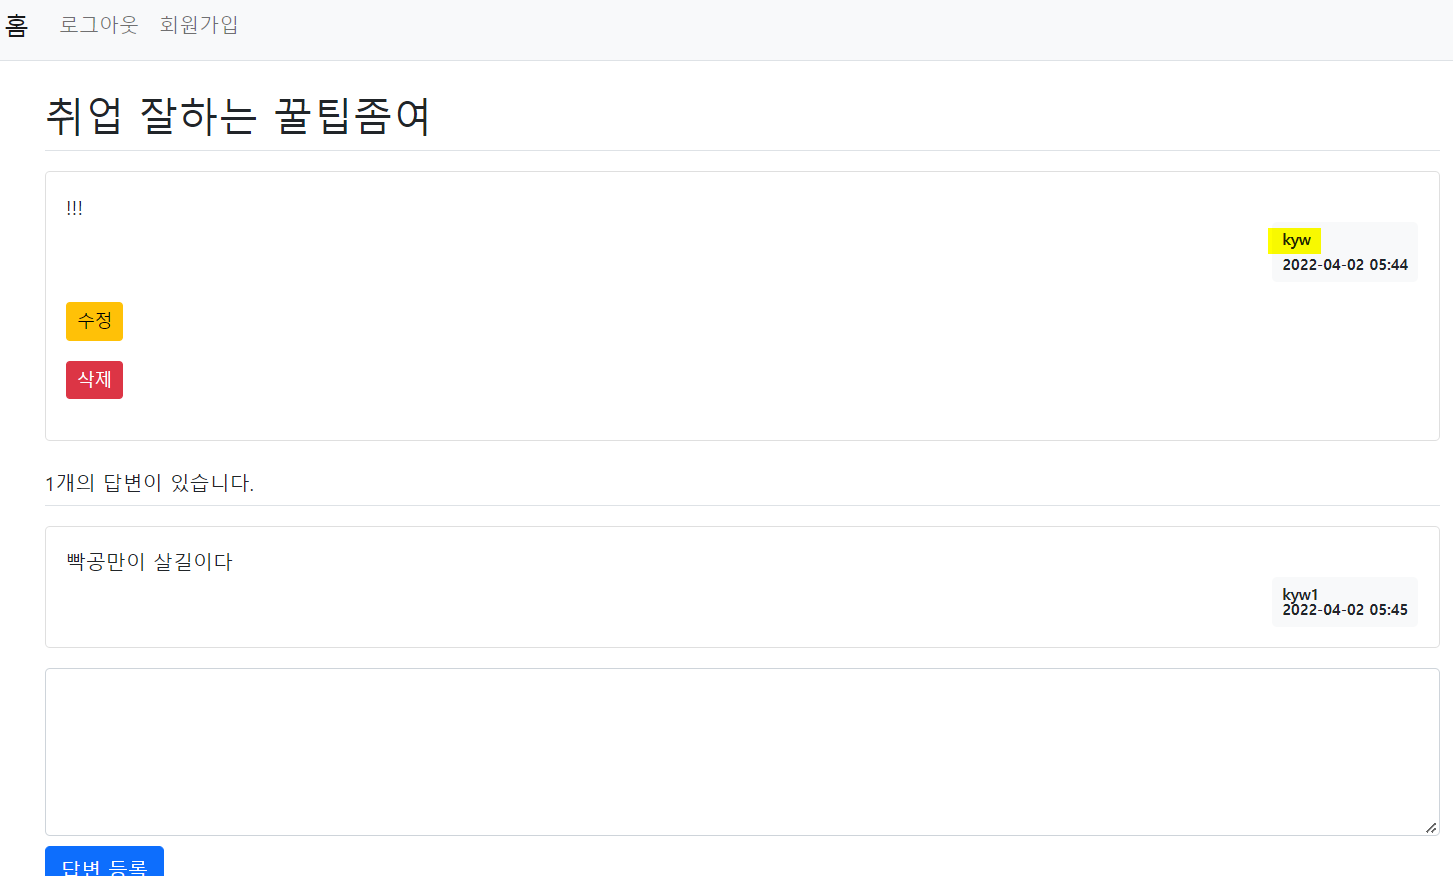 홈 로그아웃 회원가입
취업 잘하는 꿀팁좀여
!!!
kyw
2022-04-02 05:44
수정
삭제
1개의 답변이 있습니다.
빡공만이 살길이다
kyw1
2022-04-02 05:45
답변 등록